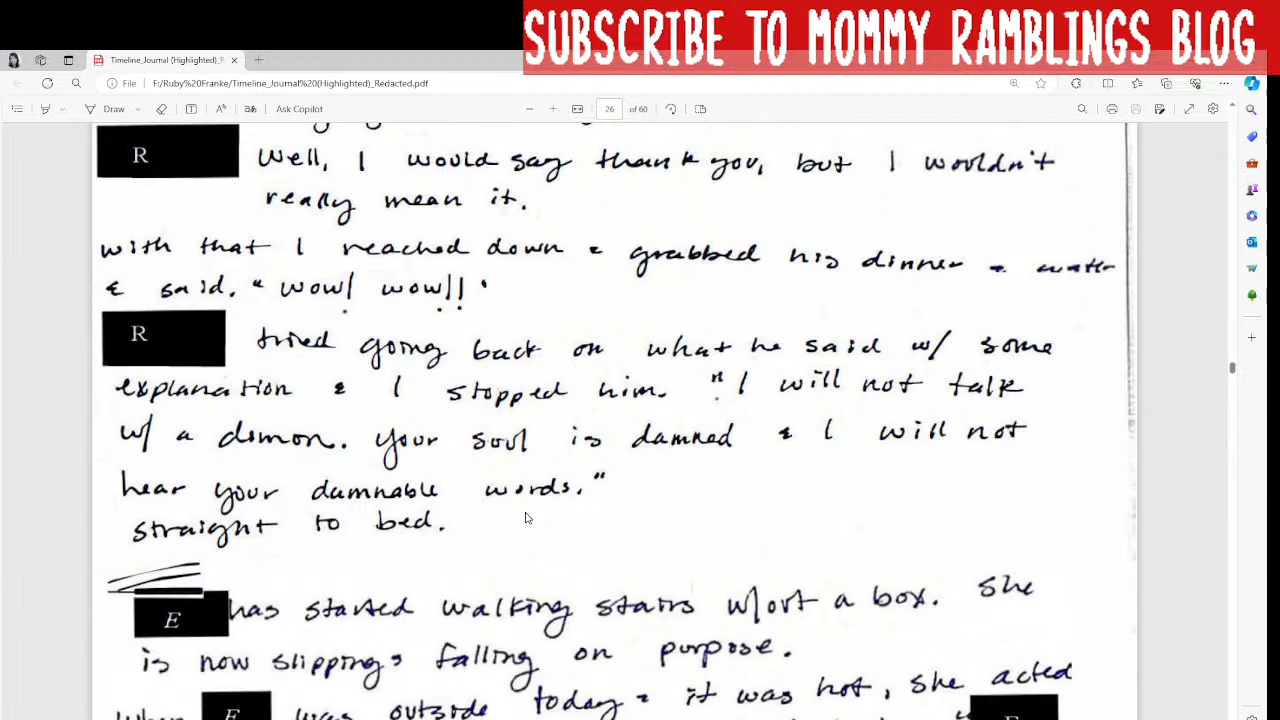 SUBSCRIBE TO MOMMY RAMBLINGS BLOG
Timeline_Journal (Highlighted)_R
File F:/Ruby%20Franke/Timeline_Journal%20(Highlighted)_Redacted.pdf
Draw Ask Copilot 26 of 60
R Well, I would say thank you, but I wouldn't
really mean it.
with that I reached down & grabbed his dinner &
& said. "wow! wow!!"
R tried going back on what he said w/ some
explanation & I stopped him. "I will not talk
w/ a dimon. Your soul is damned & I will not
hear your damnable words."
straight to bed.
E has started walking stairs w/out a box. She
is now slipping & falling on purpose.
When E was outside today & it was hot, she acted
E